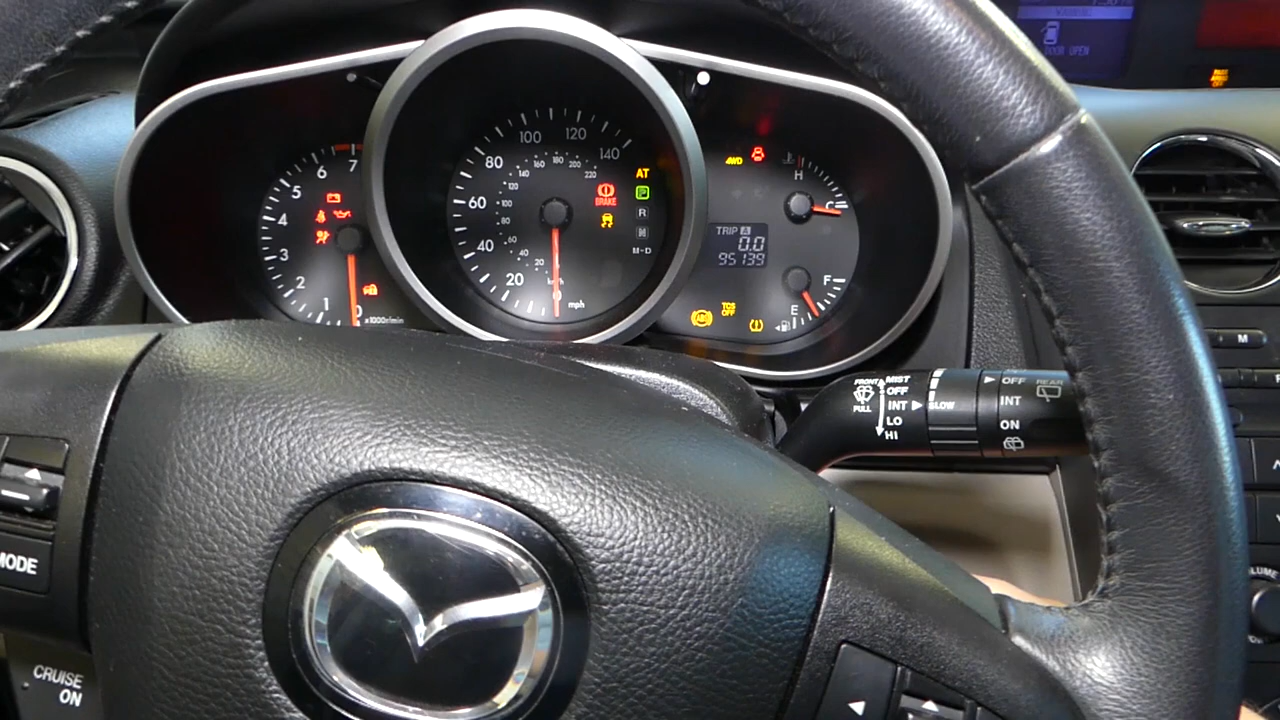 DOOR OPEN
100
120
80
140
60
40
20
0
mph
160
180
200
140
220
120
100
80
60
40
20
7
6
5
4
3
2
1
0
x1000r/min
BRAKE
AT
P
R
N
M-D
4WD
H
C
TRIP A
0.0
95139
F
E
ABS
TCS
OFF
FRONT
PULL
MIST
OFF
INT
LO
HI
SLOW
OFF
INT
ON
REAR
M
MODE
CRUISE
ON